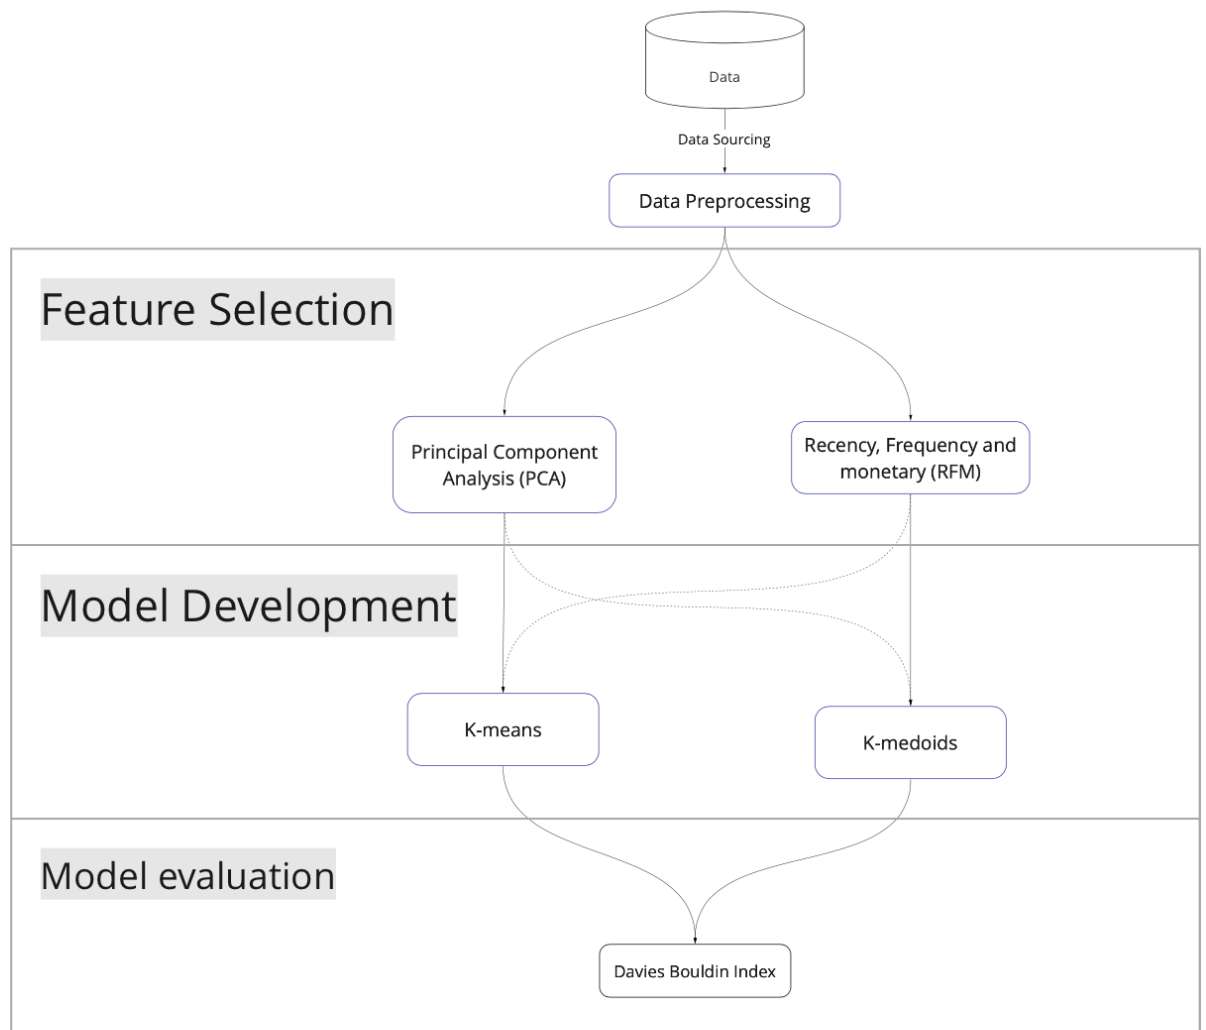 Data
Data Sourcing
Data Preprocessing
Feature Selection
Principal Component
Analysis (PCA)
Recency, Frequency and
monetary (RFM)
Model Development
K-means
K-medoids
Model evaluation
Davies Bouldin Index